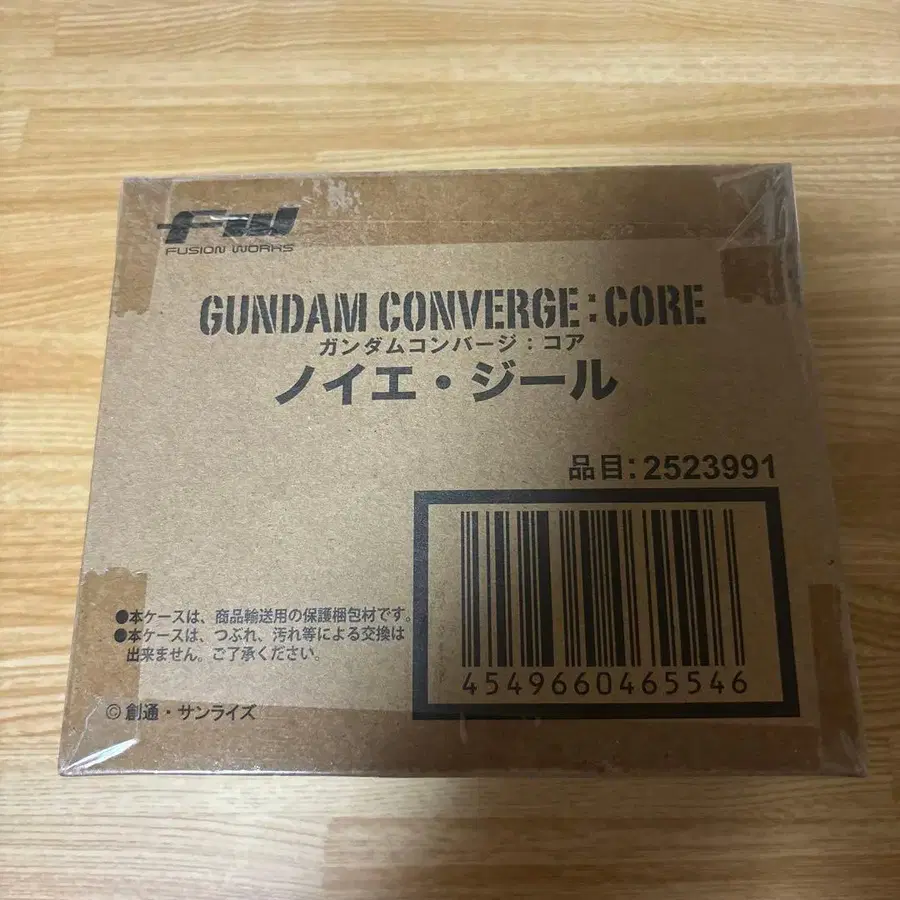 FW
FUSION WORKS
GUNDAM CONVERGE:CORE
ガンダムコンバージ:コア
ノイエ・ジール
品目:2523991
●本ケースは、商品輸送用の保護梱包材です。
●本ケースは、つぶれ、汚れ等による交換は
出来ません。ご了承ください。
4549660465546
©創通・サンライズ